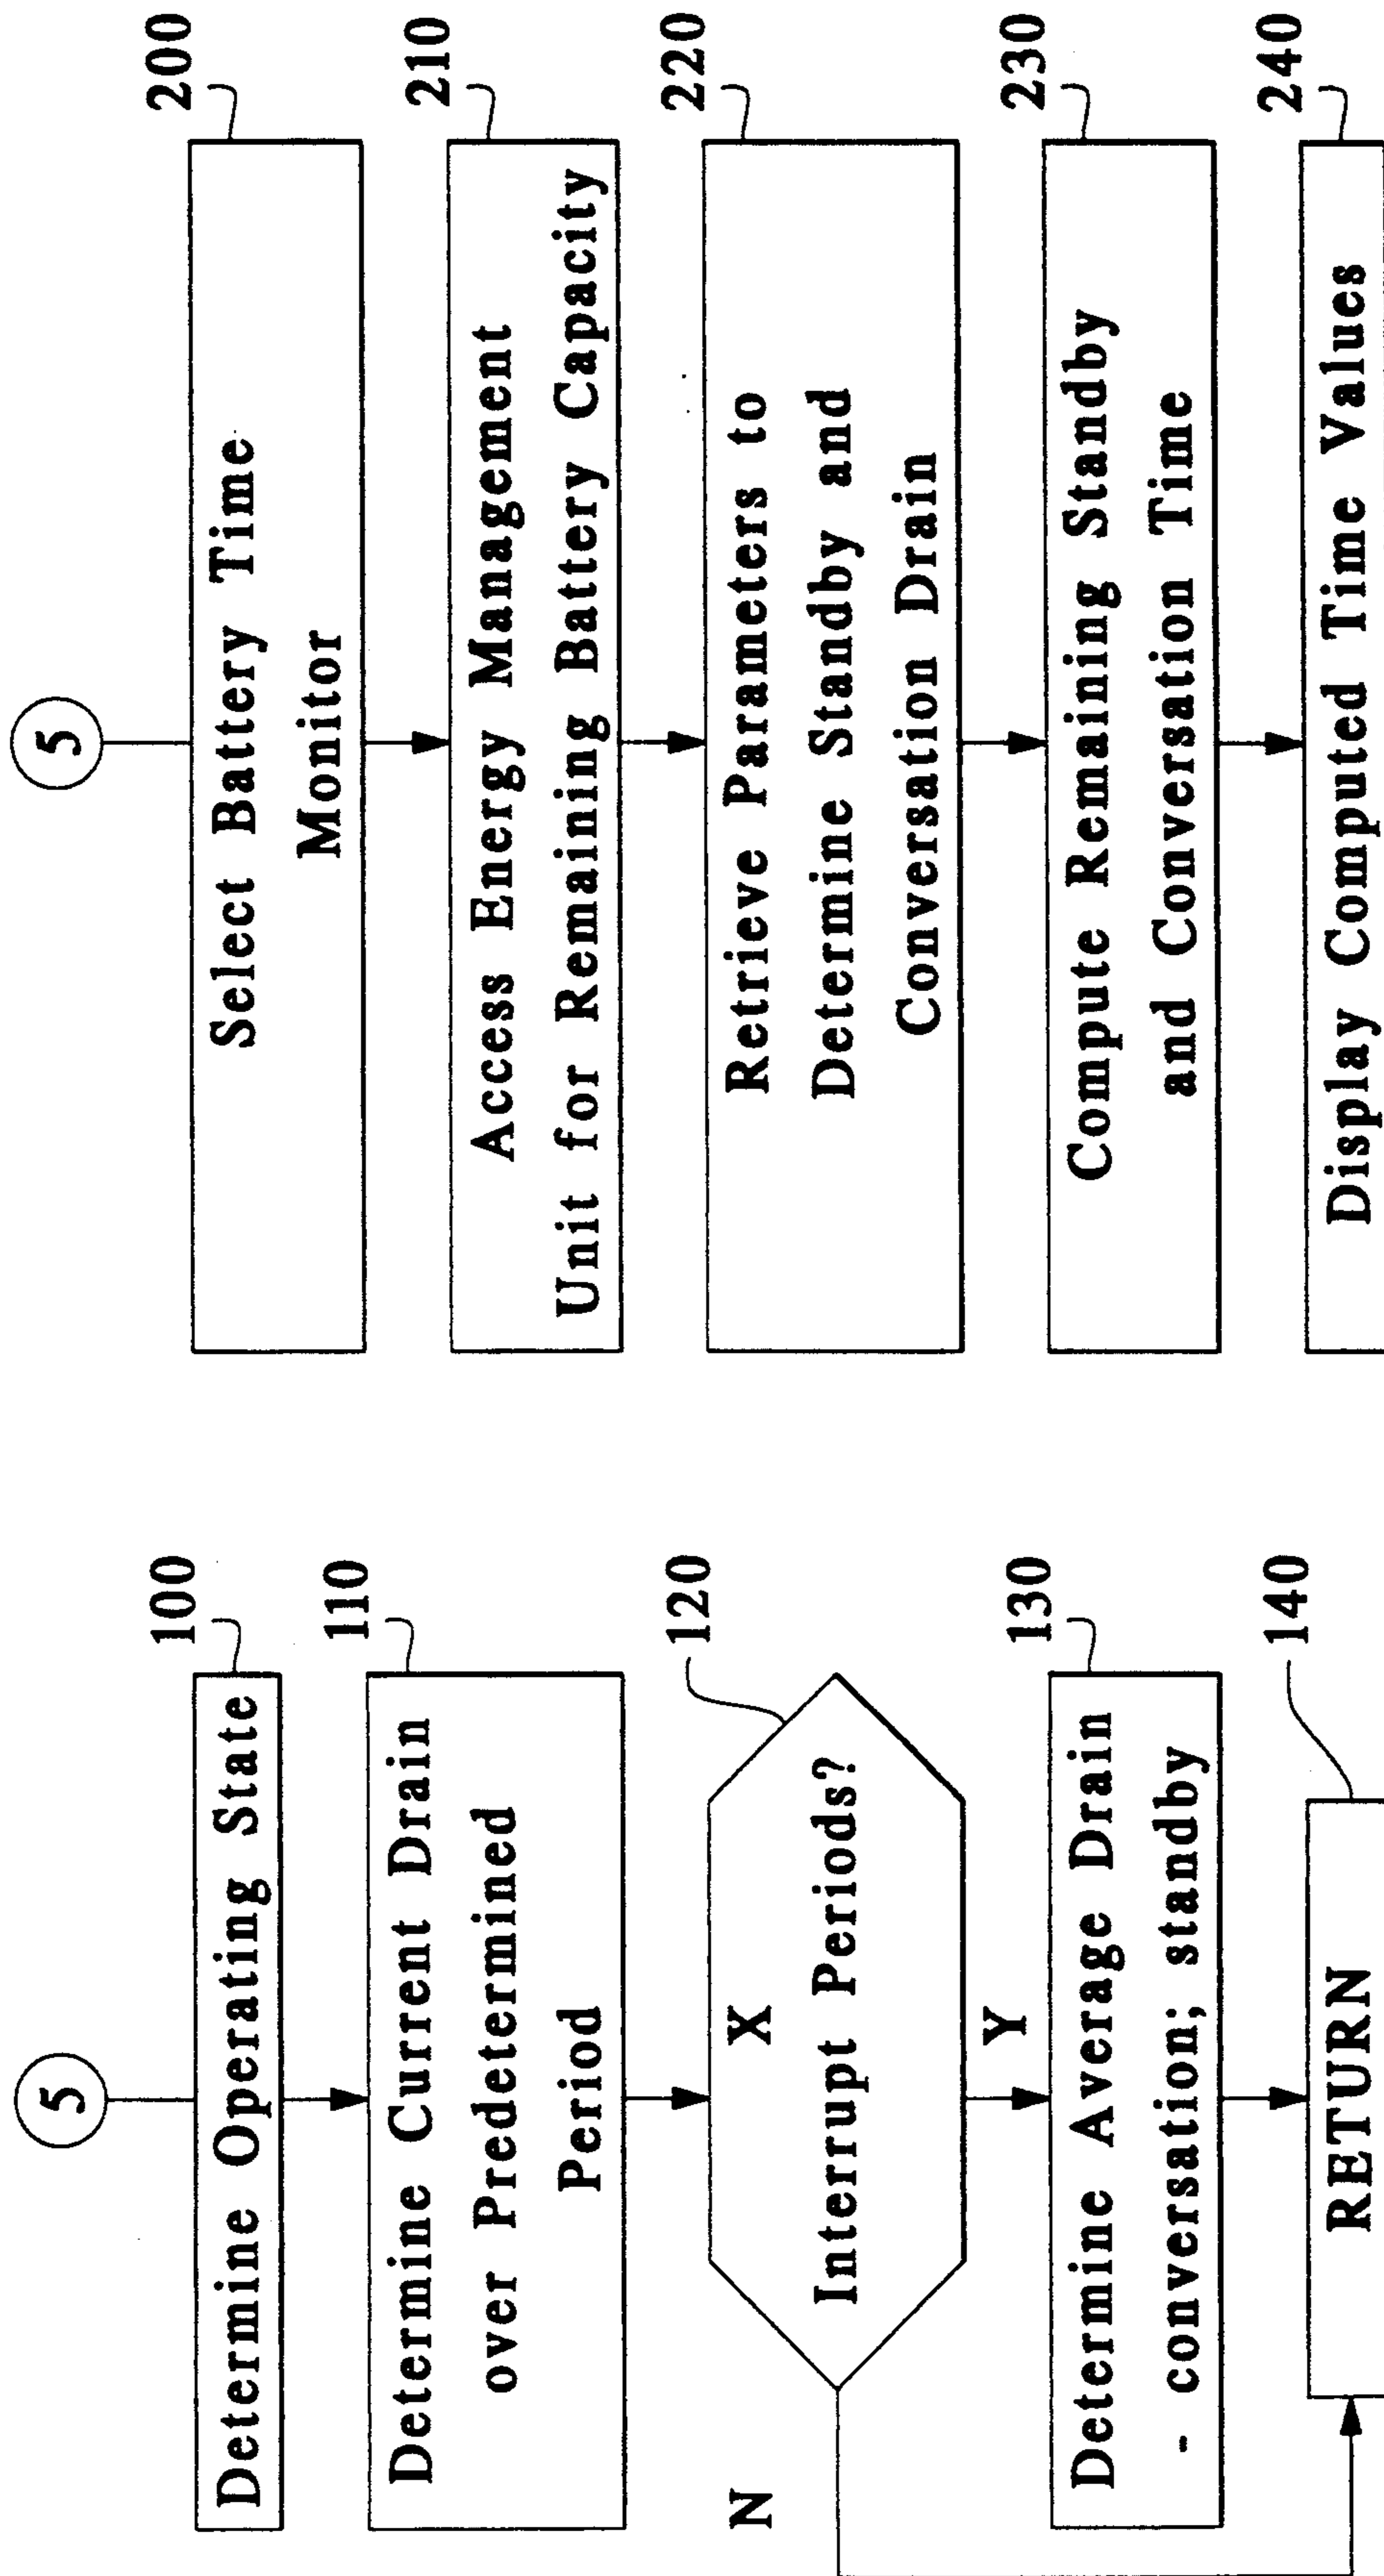 5
100
Determine Operating State
110
Determine Current Drain
over Predetermined
Period
120
X
Interrupt Periods?
N
Y
130
Determine Average Drain
- conversation; standby
140
RETURN
5
200
Select Battery Time
Monitor
210
Access Energy Management
Unit for Remaining Battery Capacity
220
Retrieve Parameters to
Determine Standby and
Conversation Drain
230
Compute Remaining Standby
and Conversation Time
240
Display Computed Time Values